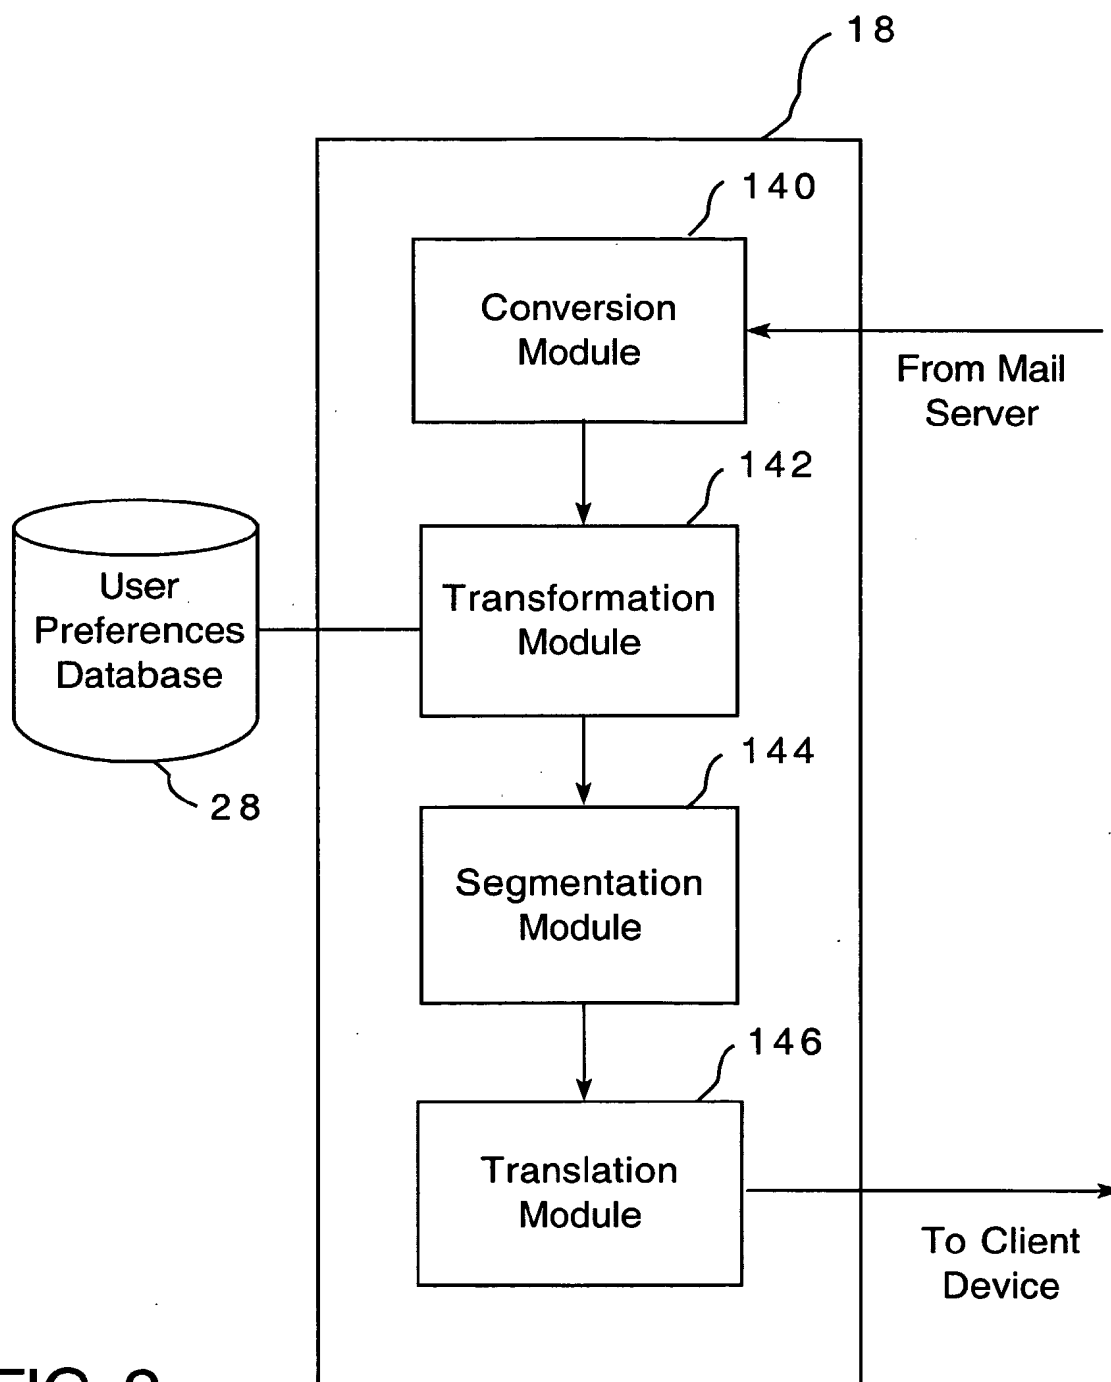 18
140
Conversion
Module
From Mail
Server
142
Transformation
Module
User
Preferences
Database
28
144
Segmentation
Module
146
Translation
Module
To Client
Device